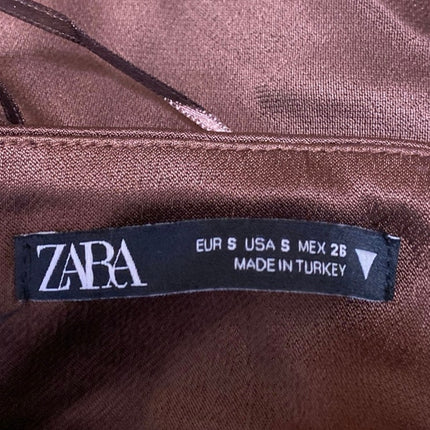 ZARA
EUR S USA S MEX 26
MADE IN TURKEY